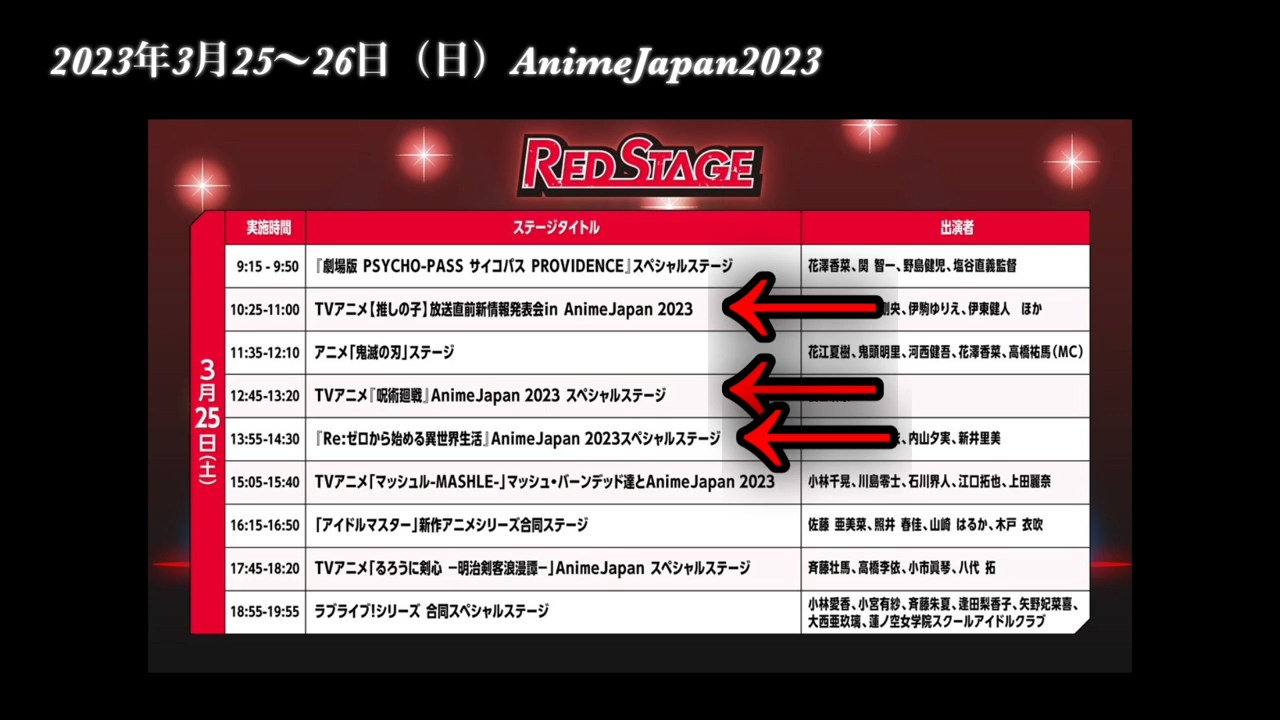 2023年3月25～26日（日）AnimeJapan2023
RED STAGE
実施時間 ステージタイトル 出演者
3月25日(土)
9:15 - 9:50 『劇場版 PSYCHO-PASS サイコパス PROVIDENCE』スペシャルステージ 花澤香菜、関 智一、野島健児、塩谷直義監督
10:25-11:00 TVアニメ【推しの子】放送直前新情報発表会in AnimeJapan 2023 剛央、伊駒ゆりえ、伊東健人 ほか
11:35-12:10 アニメ「鬼滅の刃」ステージ 花江夏樹、鬼頭明里、河西健吾、花澤香菜、高橋祐馬(MC)
12:45-13:20 TVアニメ『呪術廻戦』AnimeJapan 2023 スペシャルステージ
13:55-14:30 『Re:ゼロから始める異世界生活』AnimeJapan 2023スペシャルステージ 、内山夕実、新井里美
15:05-15:40 TVアニメ「マッシュル-MASHLE-」マッシュ・バーンデッド達とAnimeJapan 2023 小林千晃、川島零士、石川界人、江口拓也、上田麗奈
16:15-16:50 「アイドルマスター」新作アニメシリーズ合同ステージ 佐藤 亜美菜、照井 春佳、山崎 はるか、木戸 衣吹
17:45-18:20 TVアニメ「るろうに剣心 －明治剣客浪漫譚－」AnimeJapan スペシャルステージ 斉藤壮馬、高橋李依、小市眞琴、八代 拓
18:55-19:55 ラブライブ!シリーズ 合同スペシャルステージ 小林愛香、小宮有紗、斉藤朱夏、逢田梨香子、矢野妃菜喜、
大西亜玖璃、蓮ノ空女学院スクールアイドルクラブ